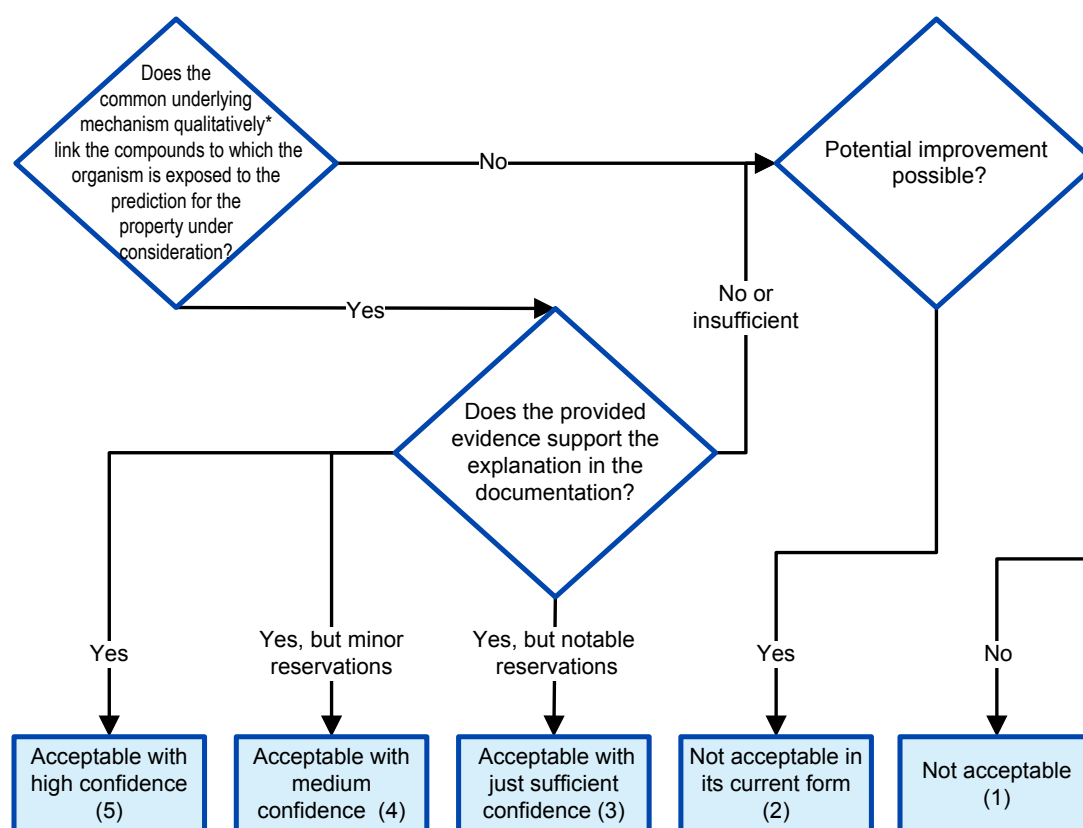 Does the
common underlying
mechanism qualitatively*
link the compounds to which the
organism is exposed to the
prediction for the
property under
consideration?
No
Potential improvement
possible?
Yes
No or
insufficient
Does the provided
evidence support the
explanation in the
documentation?
Yes
Yes, but minor
reservations
Yes, but notable
reservations
Yes
No
Acceptable with
high confidence
(5)
Acceptable with
medium
confidence (4)
Acceptable with
just sufficient
confidence (3)
Not acceptable in
its current form
(2)
Not acceptable
(1)